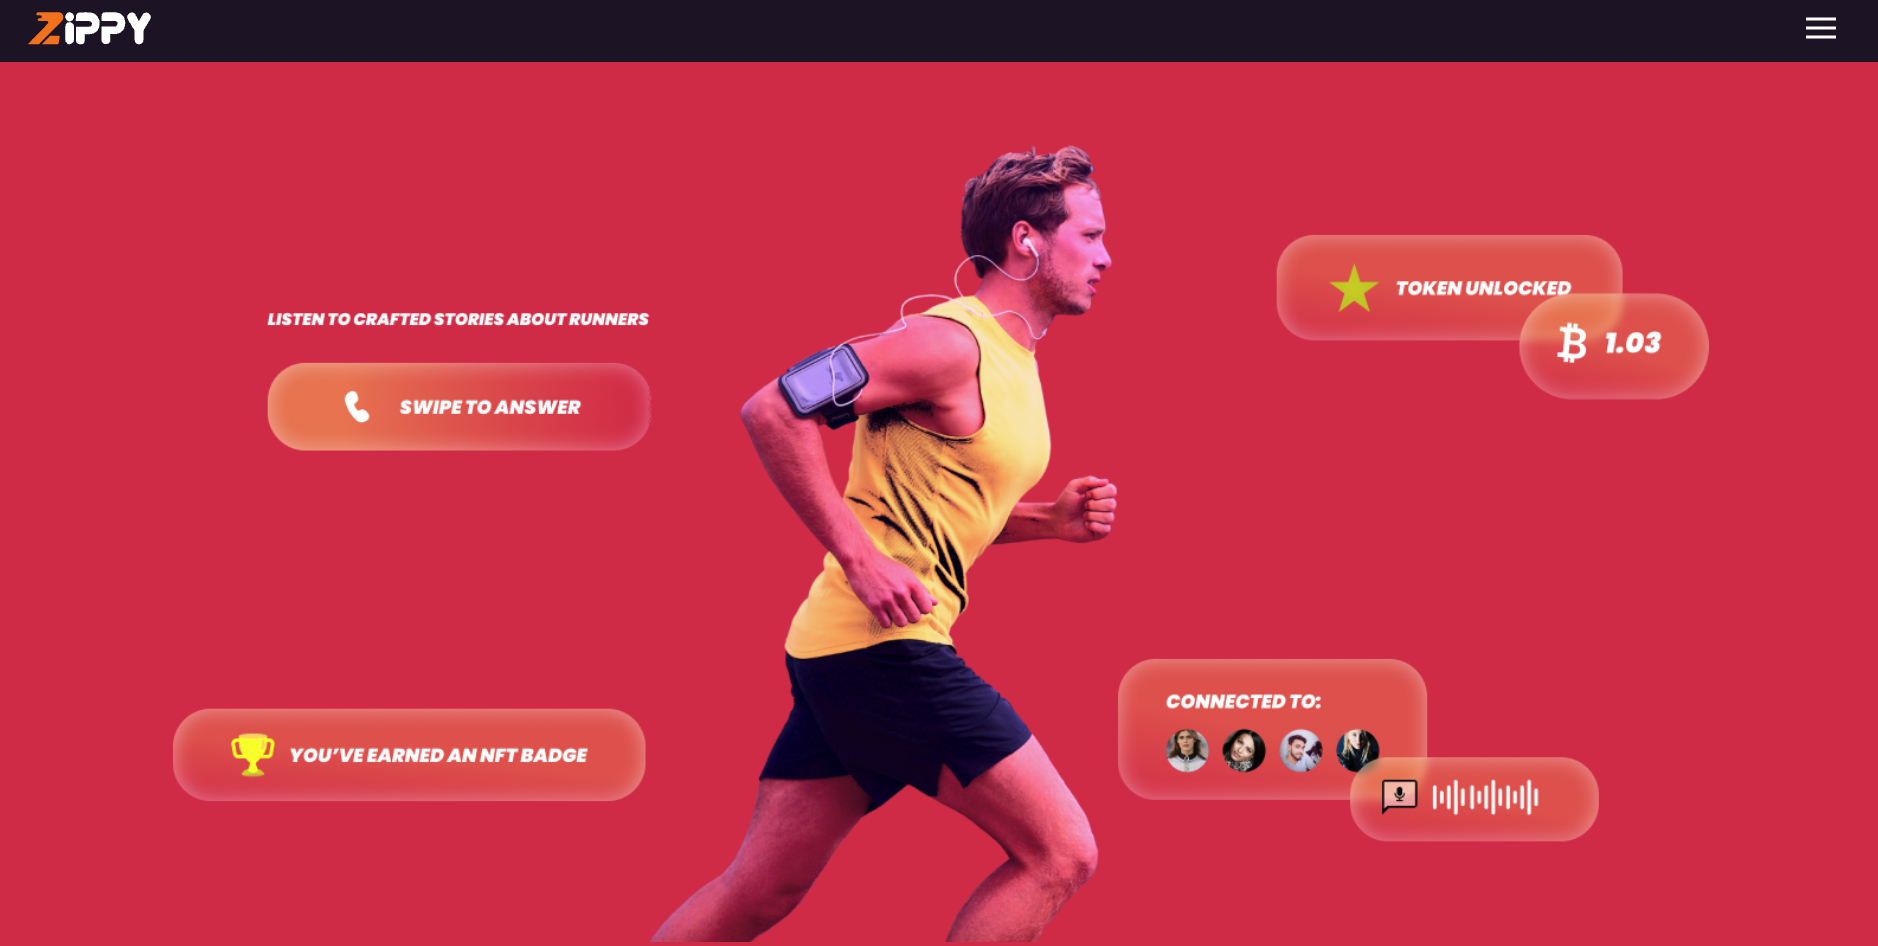 ZiPPY
LISTEN TO CRAFTED STORIES ABOUT RUNNERS
SWIPE TO ANSWER
TOKEN UNLOCKED
1.03
YOU’VE EARNED AN NFT BADGE
CONNECTED TO: